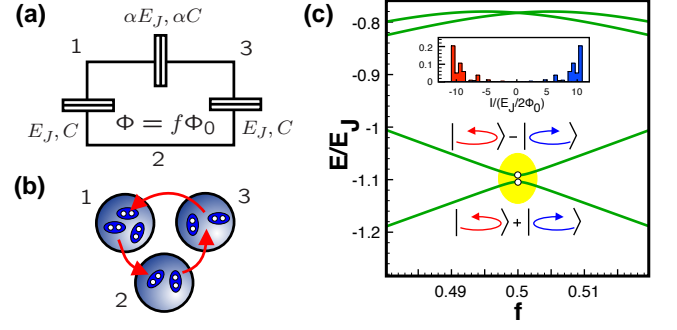 (a)
αE_J, αC
1
3
E_J, C
Φ = fΦ_0
E_J, C
2
(b)
1
3
2
(c)
E/E_J
-0.8
-0.9
-1
-1.1
-1.2
0.2
0.1
0
-10
-5
0
5
10
I/(E_J/2Φ_0)
| ⟩ − | ⟩
| ⟩ + | ⟩
0.49
0.5
0.51
f